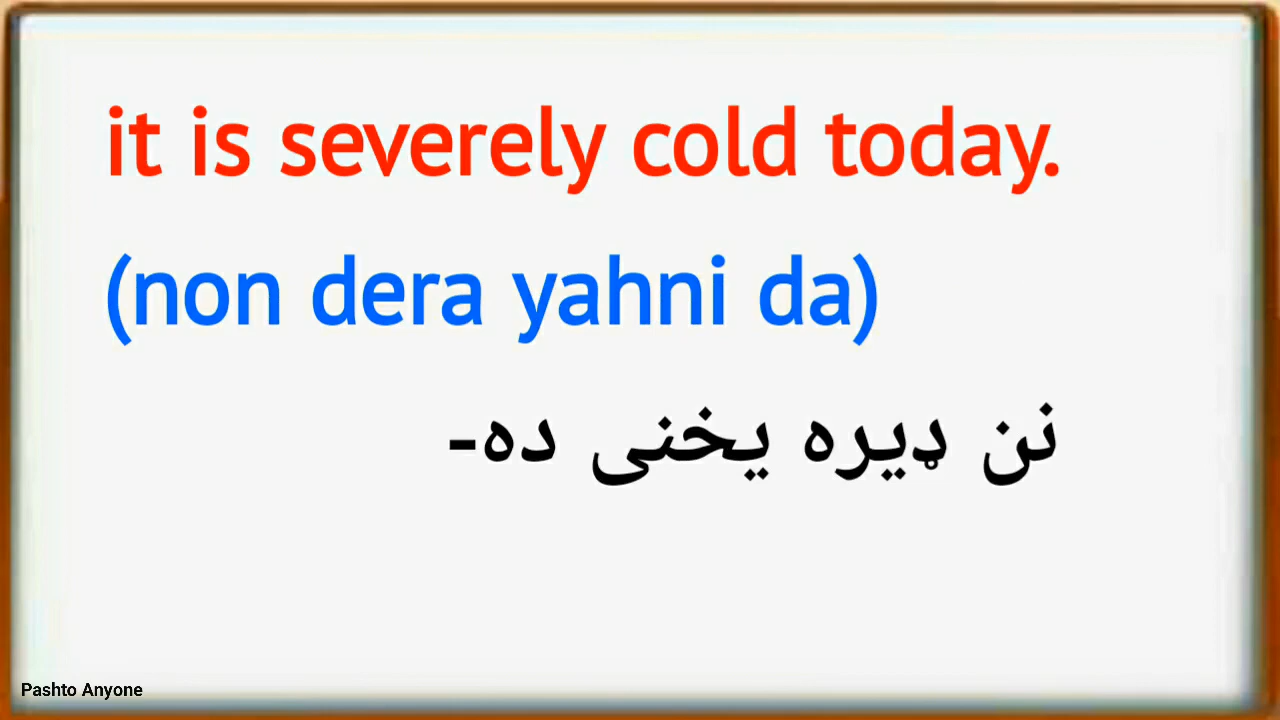 it is severely cold today.
(non dera yahni da)
نن ډیره یخنی ده-
Pashto Anyone